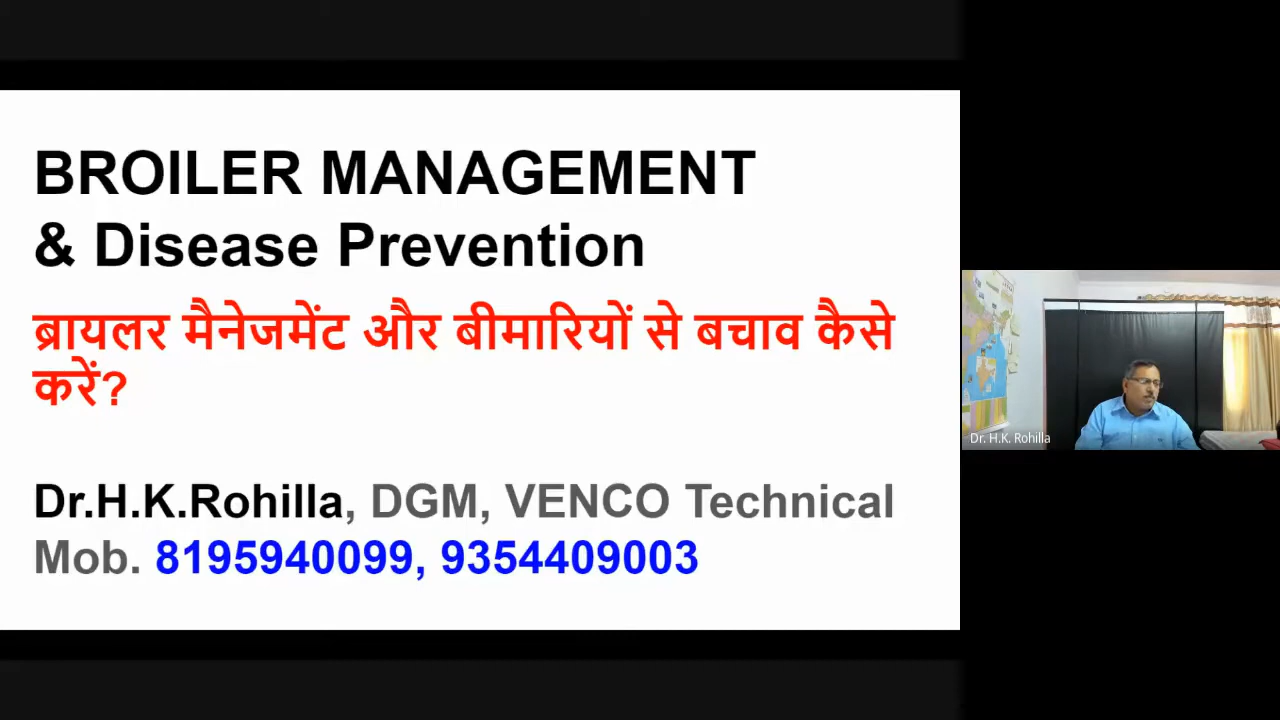 BROILER MANAGEMENT
& Disease Prevention
ब्रायलर मैनेजमेंट और बीमारियों से बचाव कैसे
करें?
Dr.H.K.Rohilla, DGM, VENCO Technical
Mob. 8195940099, 9354409003
Dr. H.K. Rohilla